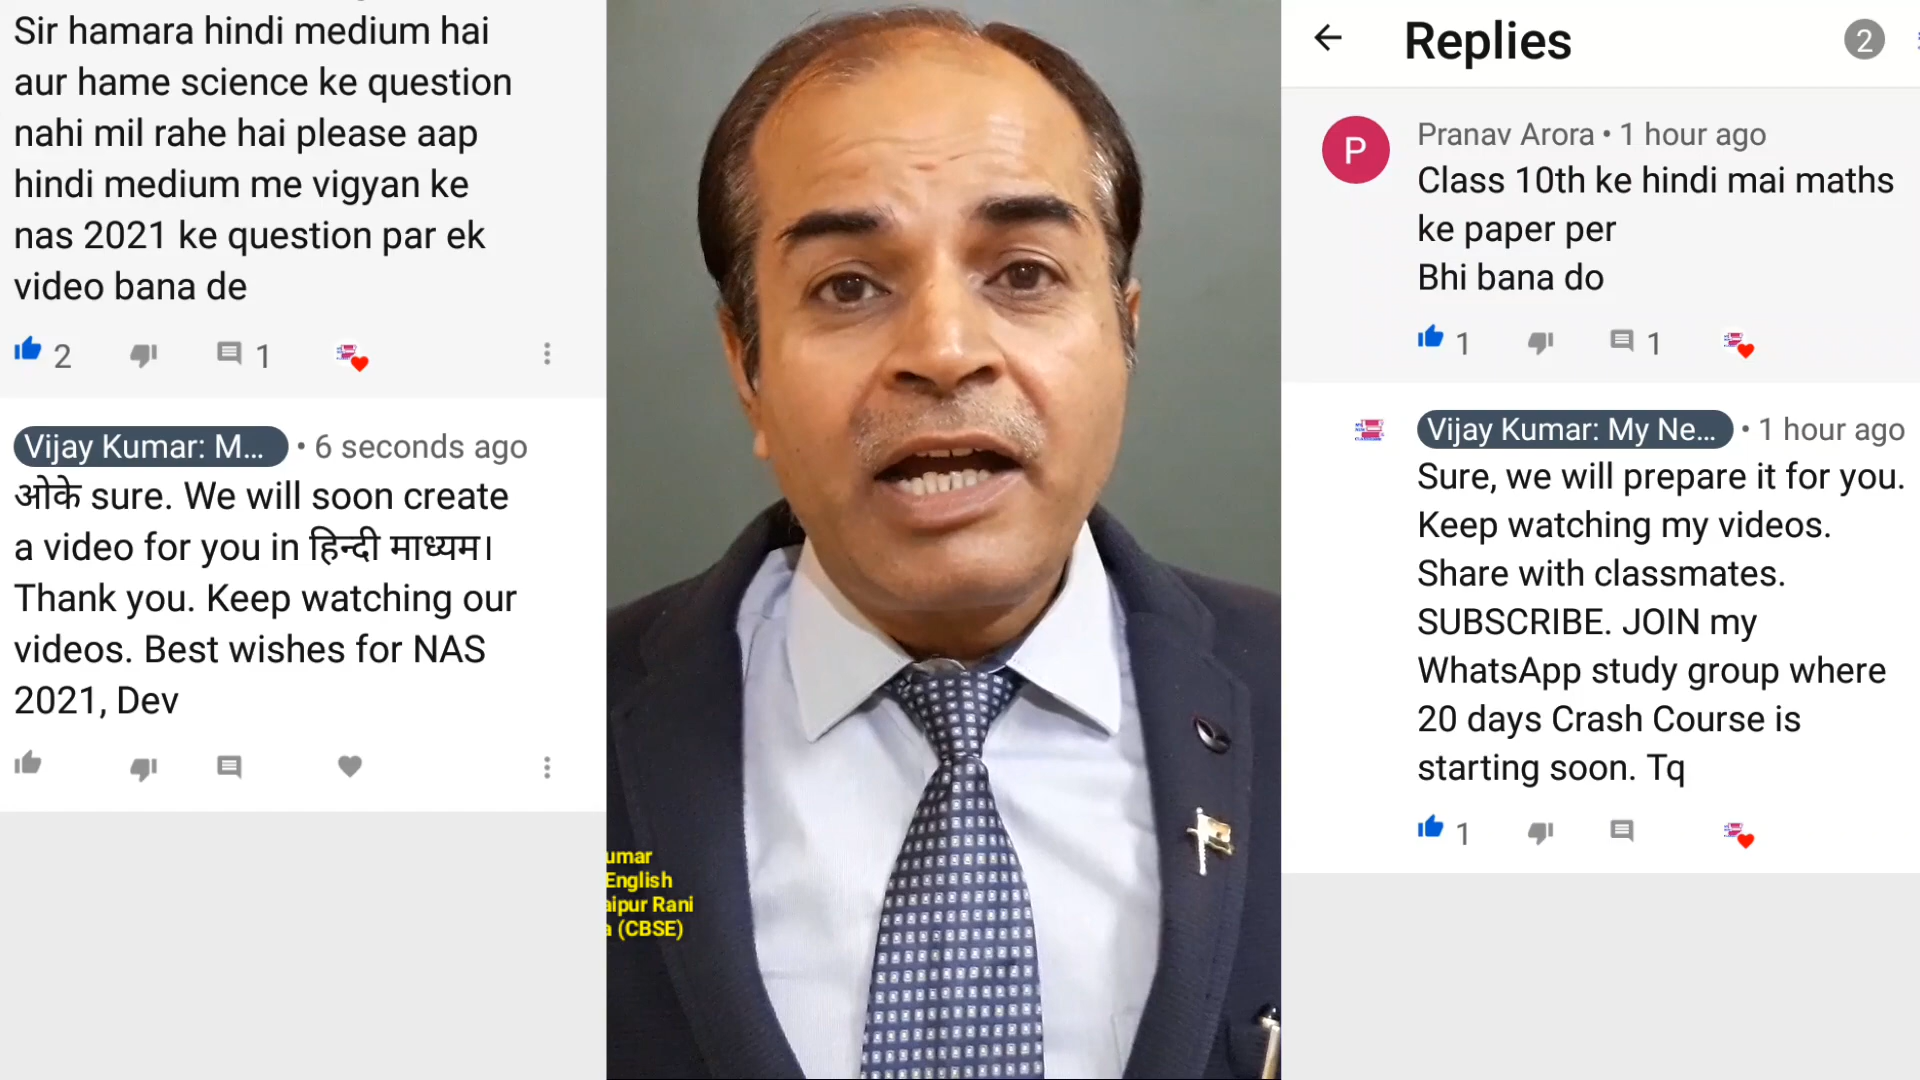 Sir hamara hindi medium hai
aur hame science ke question
nahi mil rahe hai please aap
hindi medium me vigyan ke
nas 2021 ke question par ek
video bana de
2
1
Vijay Kumar: M... • 6 seconds ago
ओके sure. We will soon create
a video for you in हिन्दी माध्यम।
Thank you. Keep watching our
videos. Best wishes for NAS
2021, Dev
umar
English
aipur Rani
a (CBSE)
Replies
2
P
Pranav Arora • 1 hour ago
Class 10th ke hindi mai maths
ke paper per
Bhi bana do
1
1
Vijay Kumar: My Ne... • 1 hour ago
Sure, we will prepare it for you.
Keep watching my videos.
Share with classmates.
SUBSCRIBE. JOIN my
WhatsApp study group where
20 days Crash Course is
starting soon. Tq
1